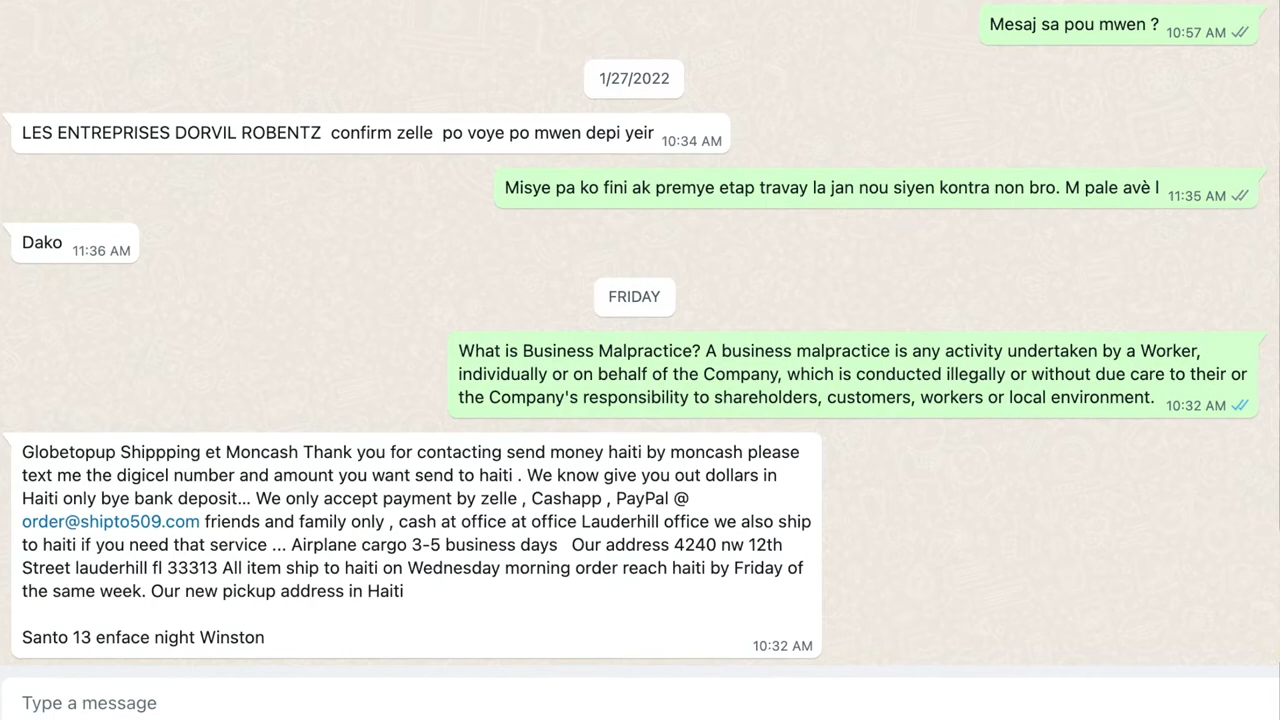 Mesaj sa pou mwen ? 10:57 AM
1/27/2022
LES ENTREPRISES DORVIL ROBENTZ  confirm zelle  po voye po mwen depi yeir 10:34 AM
Misye pa ko fini ak premye etap travay la jan nou siyen kontra non bro. M pale avè l 11:35 AM
Dako 11:36 AM
FRIDAY
What is Business Malpractice? A business malpractice is any activity undertaken by a Worker,
individually or on behalf of the Company, which is conducted illegally or without due care to their or
the Company's responsibility to shareholders, customers, workers or local environment. 10:32 AM
Globetopup Shippping et Moncash Thank you for contacting send money haiti by moncash please
text me the digicel number and amount you want send to haiti . We know give you out dollars in
Haiti only bye bank deposit... We only accept payment by zelle , Cashapp , PayPal @
order@shipto509.com friends and family only , cash at office at office Lauderhill office we also ship
to haiti if you need that service ... Airplane cargo 3-5 business days   Our address 4240 nw 12th
Street lauderhill fl 33313 All item ship to haiti on Wednesday morning order reach haiti by Friday of
the same week. Our new pickup address in Haiti
Santo 13 enface night Winston
10:32 AM
Type a message